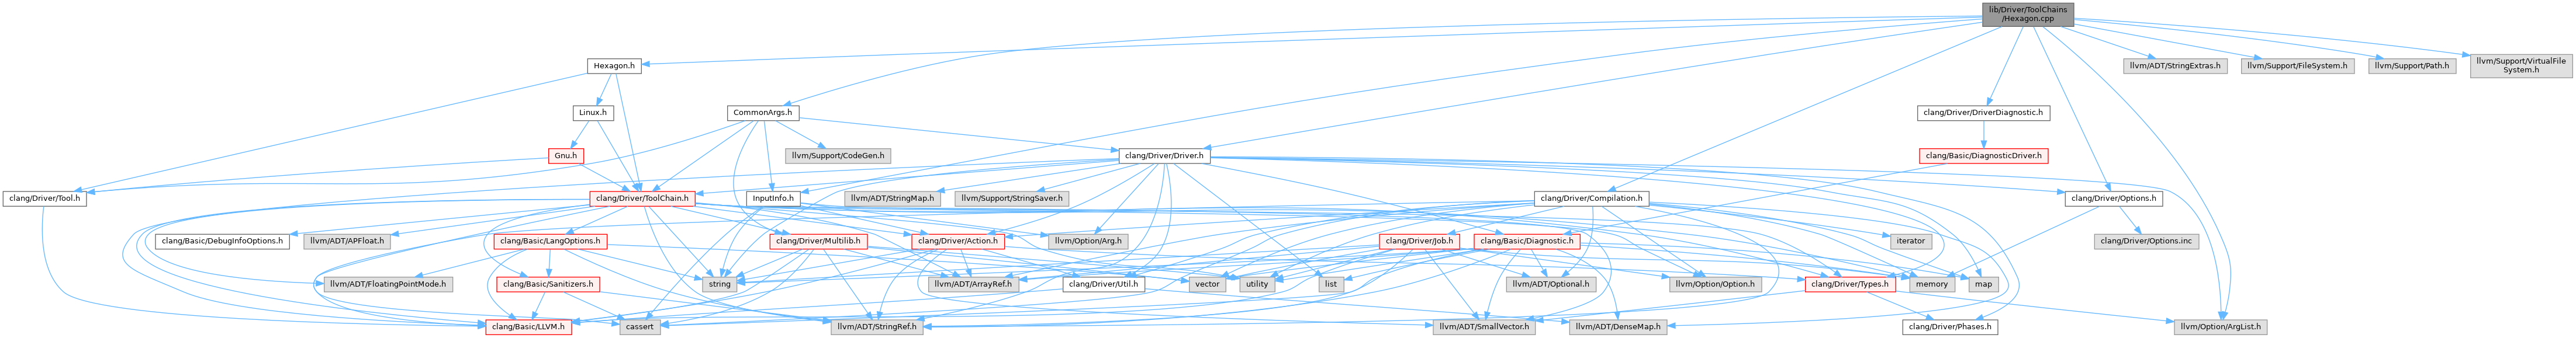 lib/Driver/ToolChains
/Hexagon.cpp
Hexagon.h
llvm/ADT/StringExtras.h
llvm/Support/FileSystem.h
llvm/Support/Path.h
llvm/Support/VirtualFile
System.h
Linux.h
CommonArgs.h
clang/Driver/DriverDiagnostic.h
Gnu.h
llvm/Support/CodeGen.h
clang/Driver/Driver.h
clang/Basic/DiagnosticDriver.h
clang/Driver/Tool.h
clang/Driver/ToolChain.h
InputInfo.h
llvm/ADT/StringMap.h
llvm/Support/StringSaver.h
clang/Driver/Compilation.h
clang/Driver/Options.h
clang/Basic/DebugInfoOptions.h
llvm/ADT/APFloat.h
clang/Basic/LangOptions.h
clang/Driver/Multilib.h
clang/Driver/Action.h
llvm/Option/Arg.h
clang/Driver/Job.h
clang/Basic/Diagnostic.h
iterator
clang/Driver/Options.inc
llvm/ADT/FloatingPointMode.h
clang/Basic/Sanitizers.h
string
llvm/ADT/ArrayRef.h
clang/Driver/Util.h
vector
utility
list
llvm/ADT/Optional.h
llvm/Option/Option.h
clang/Driver/Types.h
memory
map
clang/Basic/LLVM.h
cassert
llvm/ADT/StringRef.h
llvm/ADT/SmallVector.h
llvm/ADT/DenseMap.h
clang/Driver/Phases.h
llvm/Option/ArgList.h